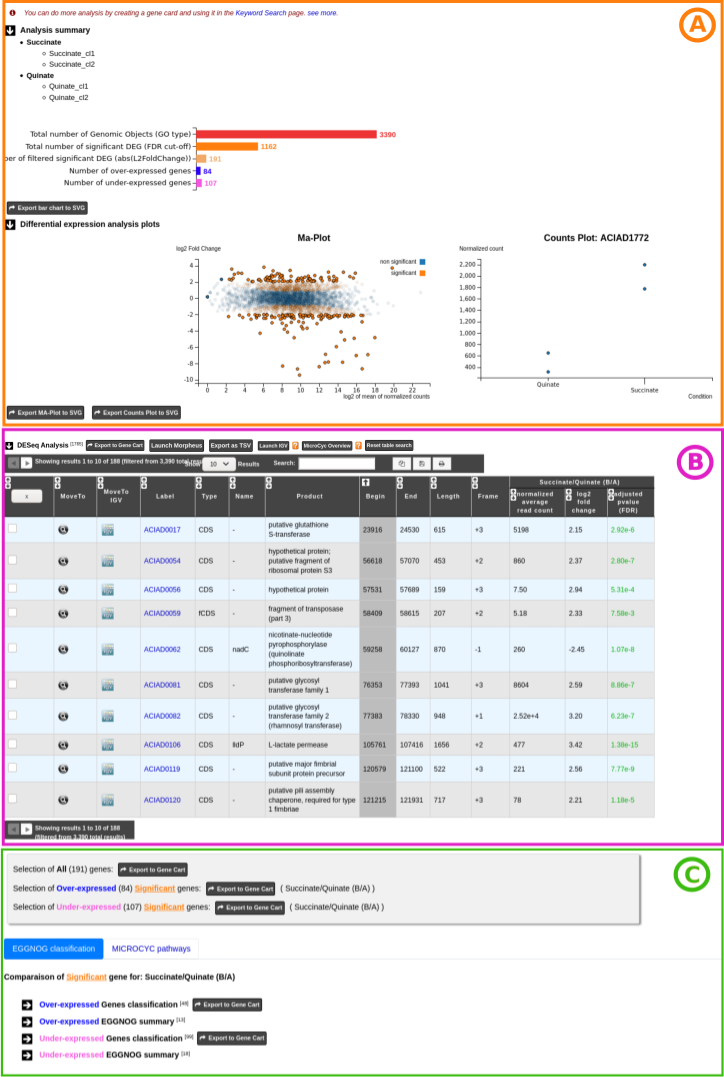 You can do more analysis by creating a gene card and using it in the Keyword Search page. see more.
A
Analysis summary
Succinate
Succinate_cl1
Succinate_cl2
Quinate
Quinate_cl1
Quinate_cl2
Total number of Genomic Objects (GO type) 3390
Total number of significant DEG (FDR cut-off) 1162
er of filtered significant DEG (abs(L2FoldChange)) 191
Number of over-expressed genes 84
Number of under-expressed genes 107
Export bar chart to SVG
Differential expression analysis plots
Ma-Plot
log2 Fold Change
non significant
significant
4
2
0
-2
-4
-6
-8
-10
0 2 4 6 8 10 12 14 16 18 20 22
log2 of mean of normalized counts
Counts Plot: ACIAD1772
Normalized count
2,200
2,000
1,800
1,600
1,400
1,200
1,000
800
600
400
Quinate Succinate
Condition
Export MA-Plot to SVG Export Counts Plot to SVG
B
DESeq Analysis Export to Gene Cart Launch Morpheus Export as TSV Launch IGV ? MicroCyc Overview ? Reset table search
Showing results 1 to 10 of 188 (filtered from 3,390 total 10 Results Search:
Succinate/Quinate (B/A)
x MoveTo MoveTo IGV Label Type Name Product Begin End Length Frame normalized average read count log2 fold change adjusted pvalue (FDR)
ACIAD0017 CDS - putative glutathione S-transferase 23916 24530 615 +3 5198 2.15 2.92e-6
ACIAD0054 CDS - hypothetical protein; putative fragment of ribosomal protein S3 56618 57070 453 +2 860 2.37 2.80e-7
ACIAD0056 CDS - hypothetical protein 57531 57689 159 +3 7.50 2.94 5.31e-4
ACIAD0059 fCDS - fragment of transposase (part 3) 58409 58615 207 +2 5.18 2.33 7.58e-3
ACIAD0062 CDS nadC nicotinate-nucleotide pyrophosphorylase (quinolinate phosphoribosyltransferase) 59258 60127 870 -1 260 -2.45 1.07e-8
ACIAD0081 CDS - putative glycosyl transferase family 1 76353 77393 1041 +3 8604 2.59 8.86e-7
ACIAD0082 CDS - putative glycosyl transferase family 2 (rhamnosyl transferase) 77383 78330 948 +1 2.52e+4 3.20 6.23e-7
ACIAD0106 CDS lldP L-lactate permease 105761 107416 1656 +2 477 3.42 1.38e-15
ACIAD0119 CDS - putative major fimbrial subunit protein precursor 120579 121100 522 +3 221 2.56 7.77e-9
ACIAD0120 CDS - putative pili assembly chaperone, required for type 1 fimbriae 121215 121931 717 +3 78 2.21 1.18e-5
Showing results 1 to 10 of 188
(filtered from 3,390 total results)
C
Selection of All (191) genes: Export to Gene Cart
Selection of Over-expressed (84) Significant genes: Export to Gene Cart ( Succinate/Quinate (B/A) )
Selection of Under-expressed (107) Significant genes: Export to Gene Cart ( Succinate/Quinate (B/A) )
EGGNOG classification MICROCYC pathways
Comparaison of Significant gene for: Succinate/Quinate (B/A)
Over-expressed Genes classification Export to Gene Cart
Over-expressed EGGNOG summary
Under-expressed Genes classification Export to Gene Cart
Under-expressed EGGNOG summary